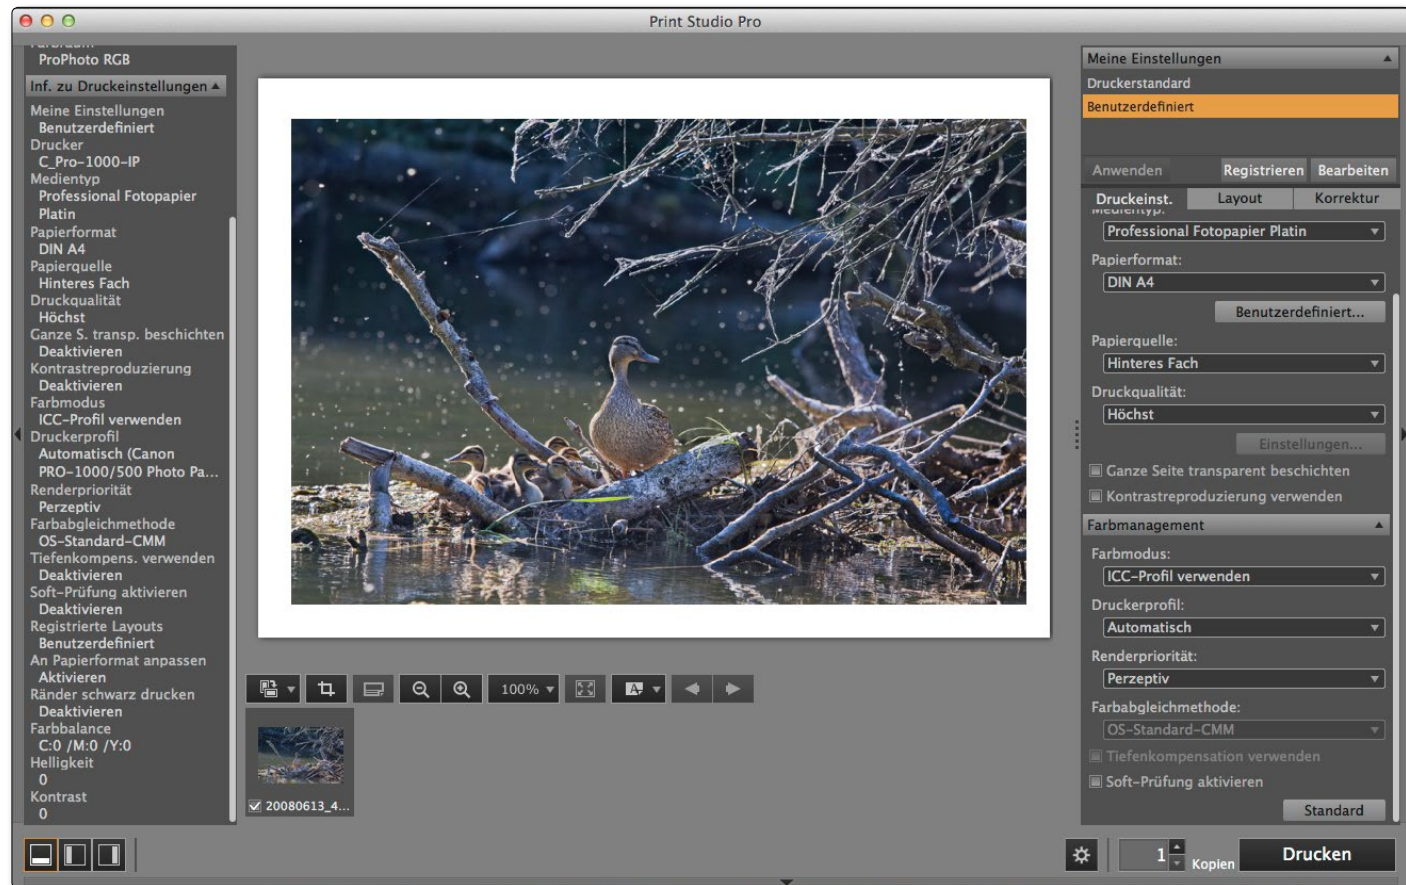 Print Studio Pro
Farbraum
ProPhoto RGB
Inf. zu Druckeinstellungen
Meine Einstellungen
Benutzerdefiniert
Drucker
C_Pro-1000-IP
Medientyp
Professional Fotopapier
Platin
Papierformat
DIN A4
Papierquelle
Hinteres Fach
Druckqualität
Höchst
Ganze S. transp. beschichten
Deaktivieren
Kontrastreproduzierung
Deaktivieren
Farbmodus
ICC-Profil verwenden
Druckerprofil
Automatisch (Canon
PRO-1000/500 Photo Pa...
Renderpriorität
Perzeptiv
Farbabgleichmethode
OS-Standard-CMM
Tiefenkompens. verwenden
Deaktivieren
Soft-Prüfung aktivieren
Deaktivieren
Registrierte Layouts
Benutzerdefiniert
An Papierformat anpassen
Aktivieren
Ränder schwarz drucken
Deaktivieren
Farbbalance
C:0 /M:0 /Y:0
Helligkeit
0
Kontrast
0
100%
A
20080613_4...
Meine Einstellungen
Druckerstandard
Benutzerdefiniert
Anwenden Registrieren Bearbeiten
Druckeinst. Layout Korrektur
Medientyp:
Professional Fotopapier Platin
Papierformat:
DIN A4
Benutzerdefiniert...
Papierquelle:
Hinteres Fach
Druckqualität:
Höchst
Einstellungen...
Ganze Seite transparent beschichten
Kontrastreproduzierung verwenden
Farbmanagement
Farbmodus:
ICC-Profil verwenden
Druckerprofil:
Automatisch
Renderpriorität:
Perzeptiv
Farbabgleichmethode:
OS-Standard-CMM
Tiefenkompensation verwenden
Soft-Prüfung aktivieren
Standard
1 Kopien Drucken